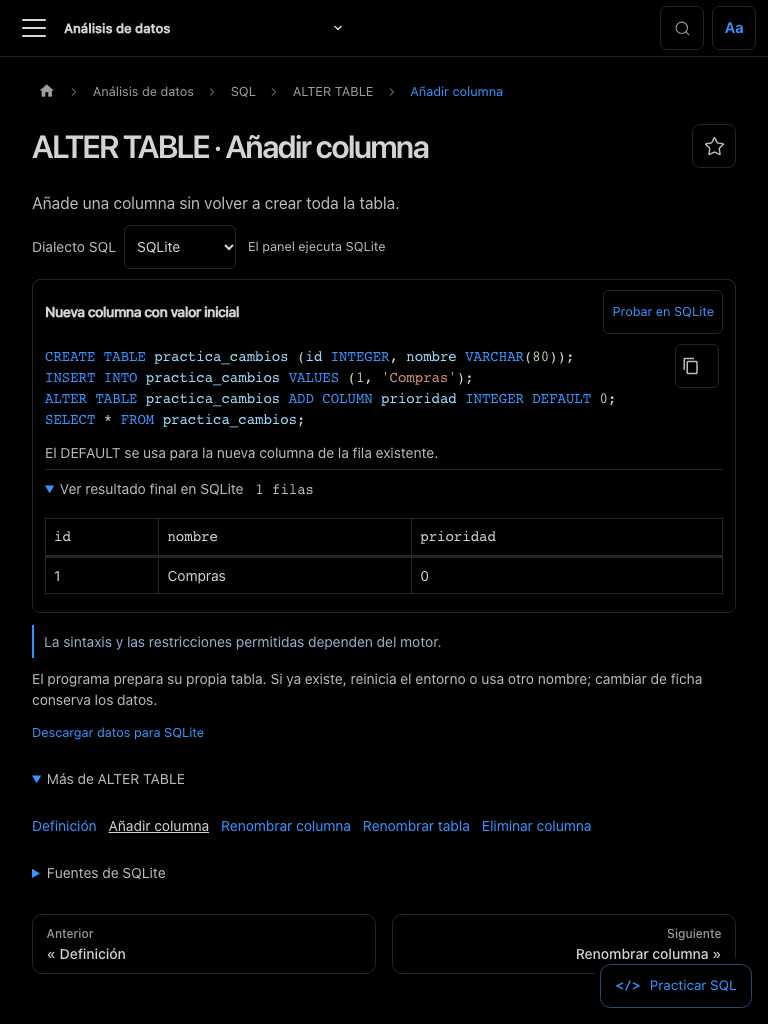 Análisis de datos
Aa
Análisis de datos > SQL > ALTER TABLE > Añadir columna
ALTER TABLE · Añadir columna
Añade una columna sin volver a crear toda la tabla.
Dialecto SQL SQLite El panel ejecuta SQLite
Nueva columna con valor inicial
Probar en SQLite
CREATE TABLE practica_cambios (id INTEGER, nombre VARCHAR(80));
INSERT INTO practica_cambios VALUES (1, 'Compras');
ALTER TABLE practica_cambios ADD COLUMN prioridad INTEGER DEFAULT 0;
SELECT * FROM practica_cambios;
El DEFAULT se usa para la nueva columna de la fila existente.
Ver resultado final en SQLite 1 filas
id nombre prioridad
1 Compras 0
La sintaxis y las restricciones permitidas dependen del motor.
El programa prepara su propia tabla. Si ya existe, reinicia el entorno o usa otro nombre; cambiar de ficha
conserva los datos.
Descargar datos para SQLite
Más de ALTER TABLE
Definición Añadir columna Renombrar columna Renombrar tabla Eliminar columna
Fuentes de SQLite
Anterior
« Definición
Siguiente
Renombrar columna »
</> Practicar SQL